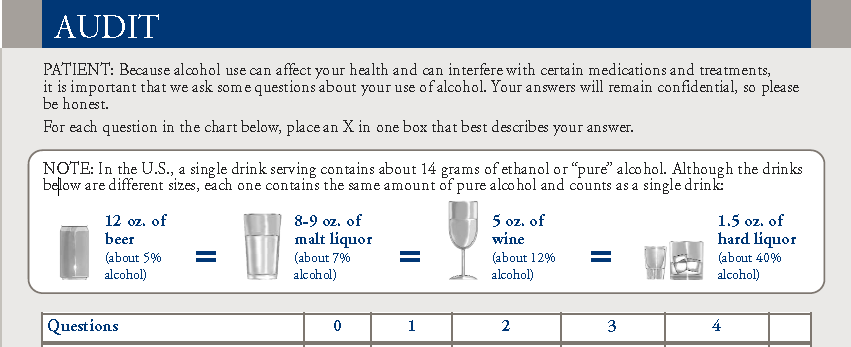 AUDIT
PATIENT: Because alcohol use can affect your health and can interfere with certain medications and treatments,
it is important that we ask some questions about your use of alcohol. Your answers will remain confidential, so please
be honest.
For each question in the chart below, place an X in one box that best describes your answer.
NOTE: In the U.S., a single drink serving contains about 14 grams of ethanol or “pure” alcohol. Although the drinks
below are different sizes, each one contains the same amount of pure alcohol and counts as a single drink:
12 oz. of
beer
(about 5%
alcohol)
=
8-9 oz. of
malt liquor
(about 7%
alcohol)
=
5 oz. of
wine
(about 12%
alcohol)
=
1.5 oz. of
hard liquor
(about 40%
alcohol)
Questions 0 1 2 3 4